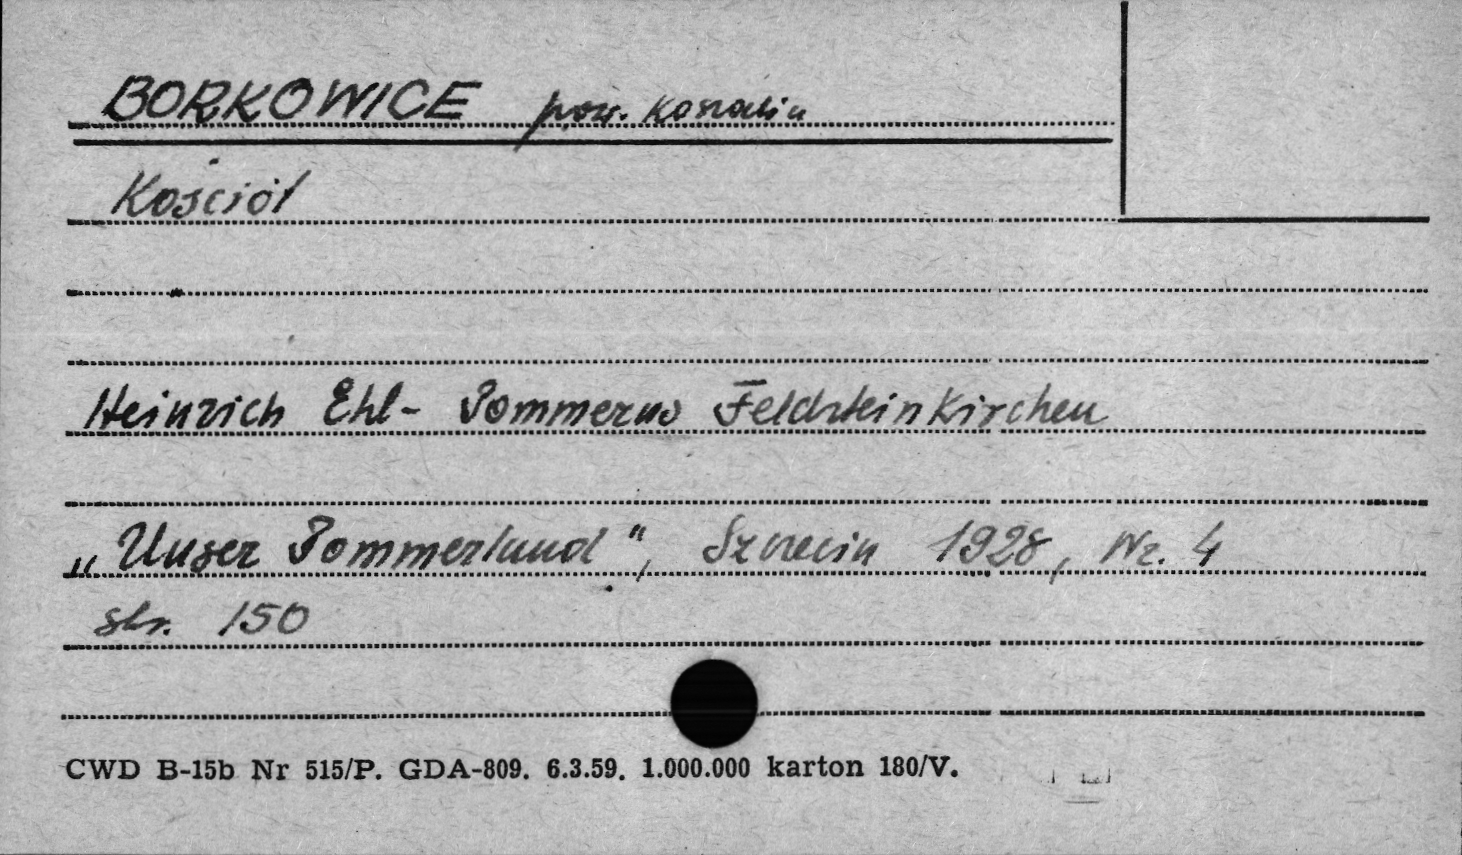 BORKOWICE pow. Koszalin
Kościół
Heinrich Ehl- Pommerns Feldsteinkirchen
„Unser Pommerland", Szczecin 1928, Nr. 4
str. 150
CWD B-15b Nr 515/P. GDA-809. 6.3.59. 1.000.000 karton 180/V.